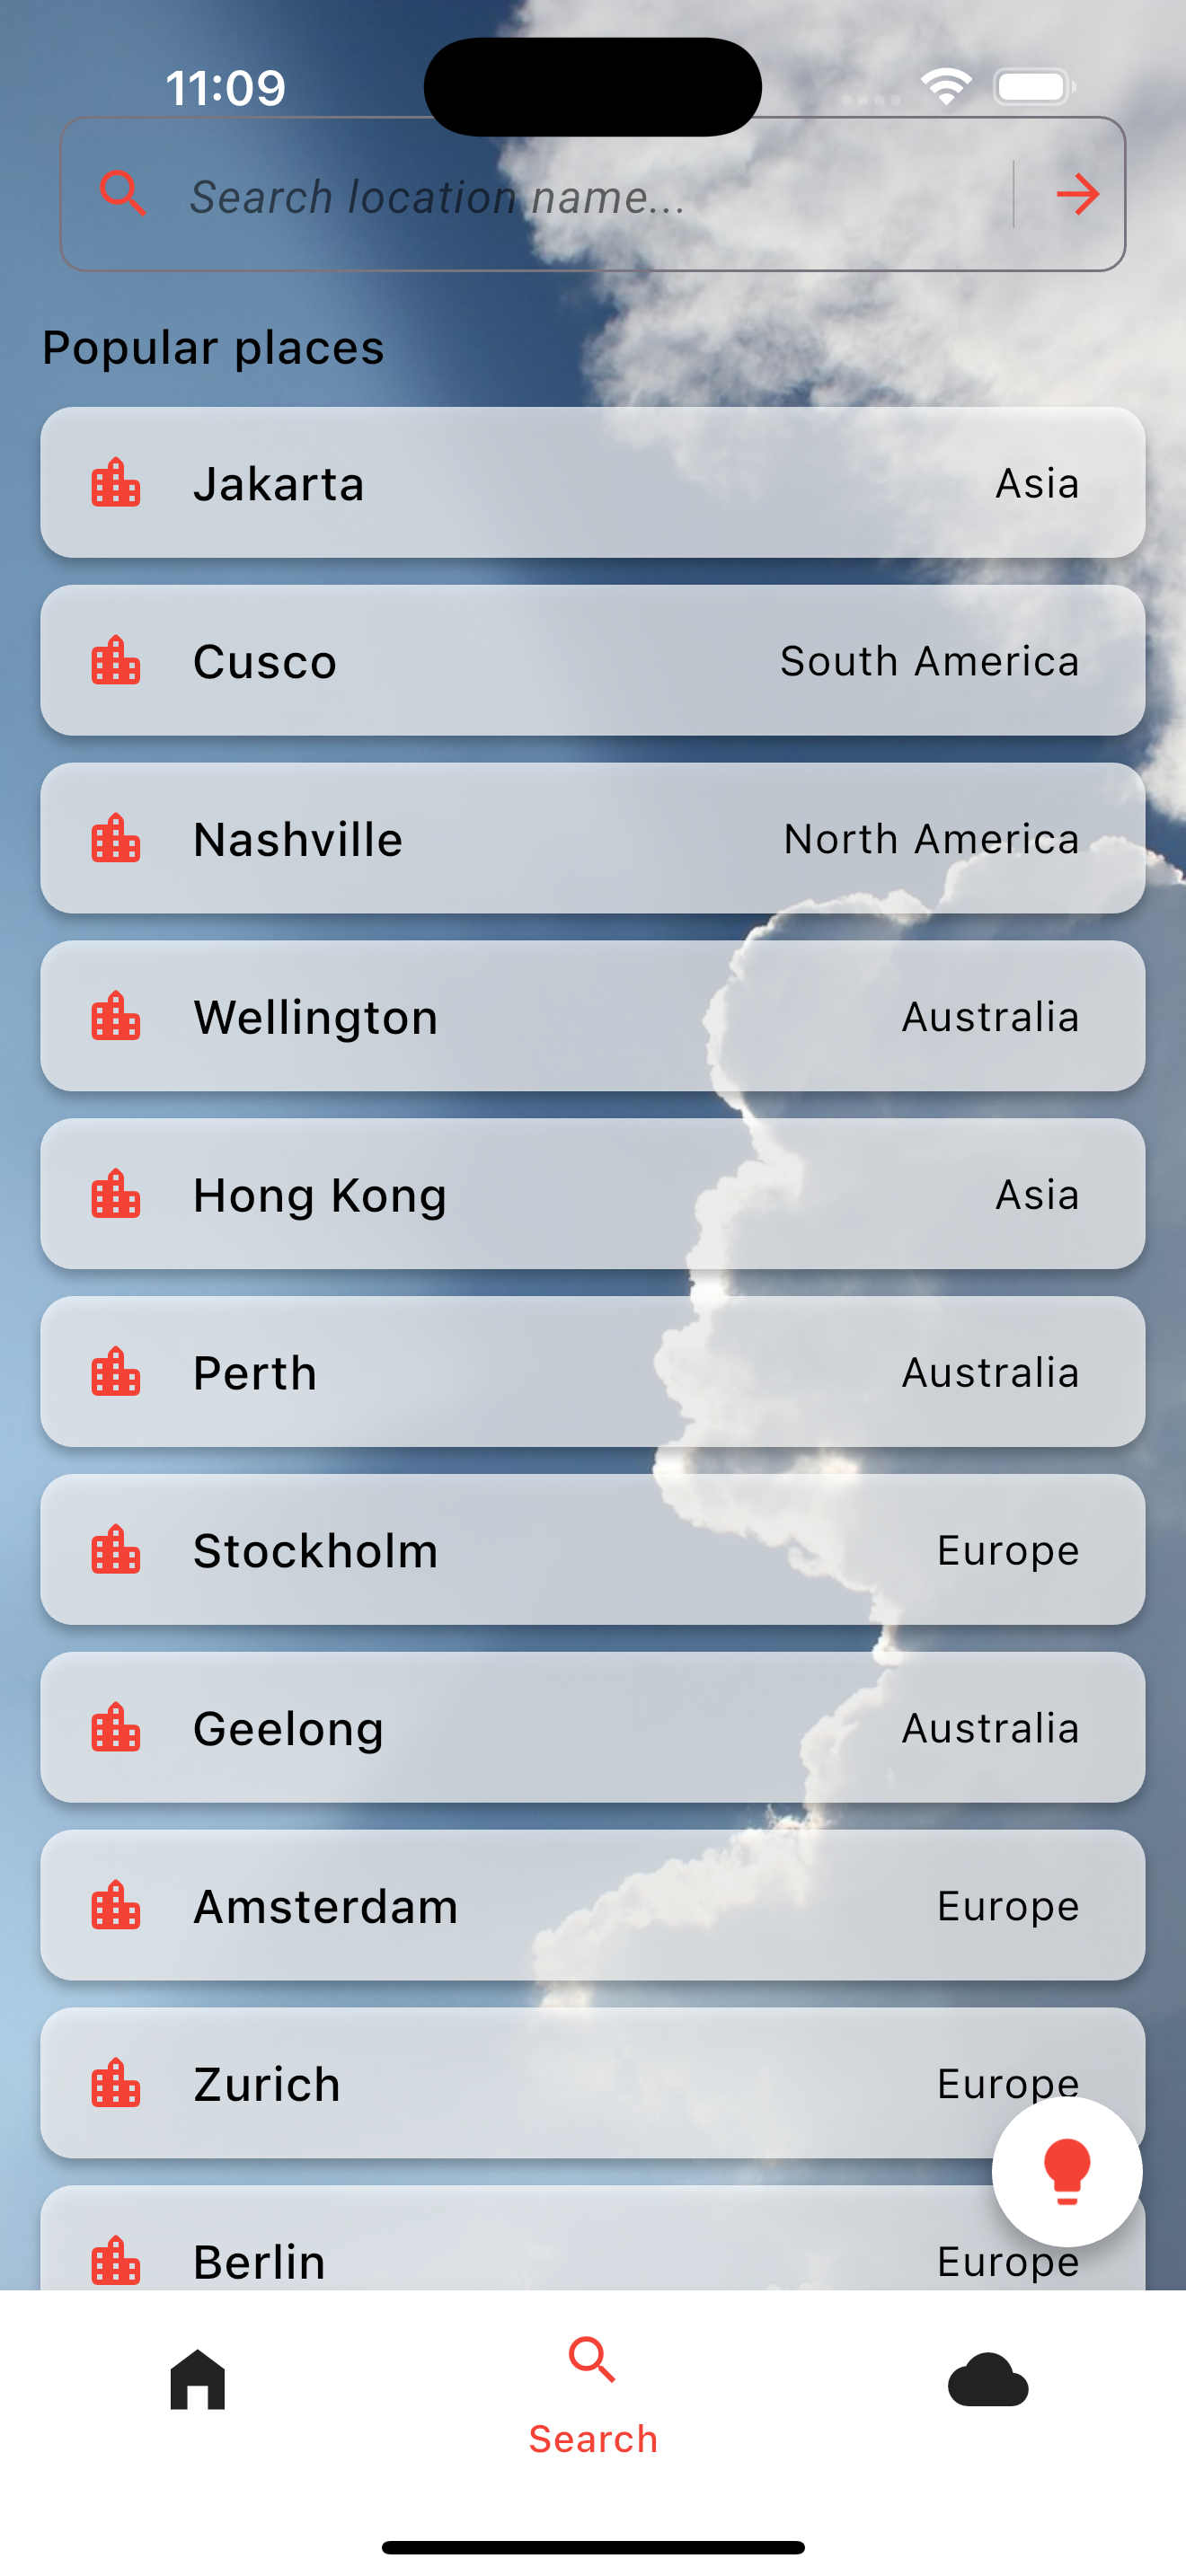 11:09
Search location name...
Popular places
Jakarta Asia
Cusco South America
Nashville North America
Wellington Australia
Hong Kong Asia
Perth Australia
Stockholm Europe
Geelong Australia
Amsterdam Europe
Zurich Europe
Berlin Europe
Search